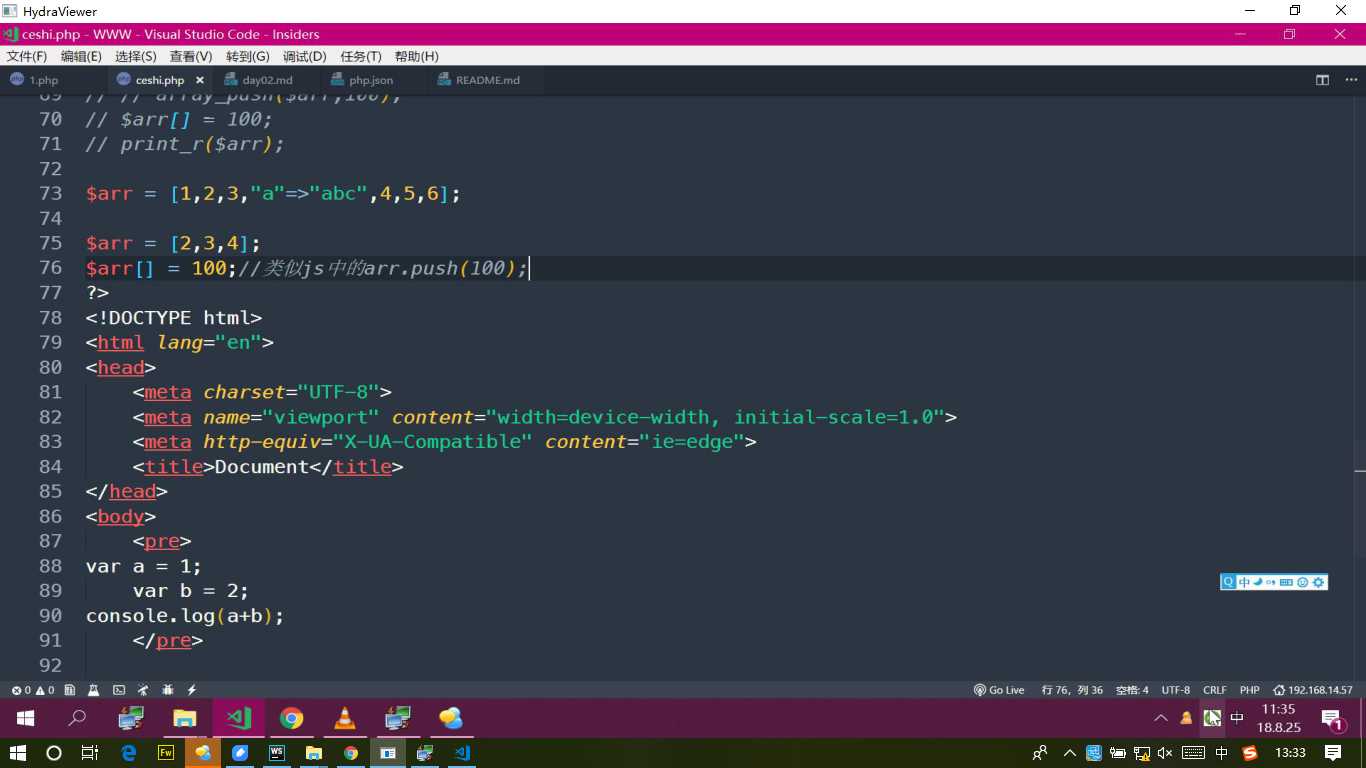 HydraViewer
ceshi.php - WWW - Visual Studio Code - Insiders
文件(F) 编辑(E) 选择(S) 查看(V) 转到(G) 调试(D) 任务(T) 帮助(H)
1.php ceshi.php day02.md php.json README.md
69 // // array_push($arr,100);
70 // $arr[] = 100;
71 // print_r($arr);
72
73 $arr = [1,2,3,"a"=>"abc",4,5,6];
74
75 $arr = [2,3,4];
76 $arr[] = 100;//类似js中的arr.push(100);
77 ?>
78 <!DOCTYPE html>
79 <html lang="en">
80 <head>
81 <meta charset="UTF-8">
82 <meta name="viewport" content="width=device-width, initial-scale=1.0">
83 <meta http-equiv="X-UA-Compatible" content="ie=edge">
84 <title>Document</title>
85 </head>
86 <body>
87 <pre>
88 var a = 1;
89 var b = 2;
90 console.log(a+b);
91 </pre>
92
中
0 0 Go Live 行 76，列 36 空格: 4 UTF-8 CRLF PHP 192.168.14.57
中 11:35
18.8.25 1
Fw WS 中 13:33